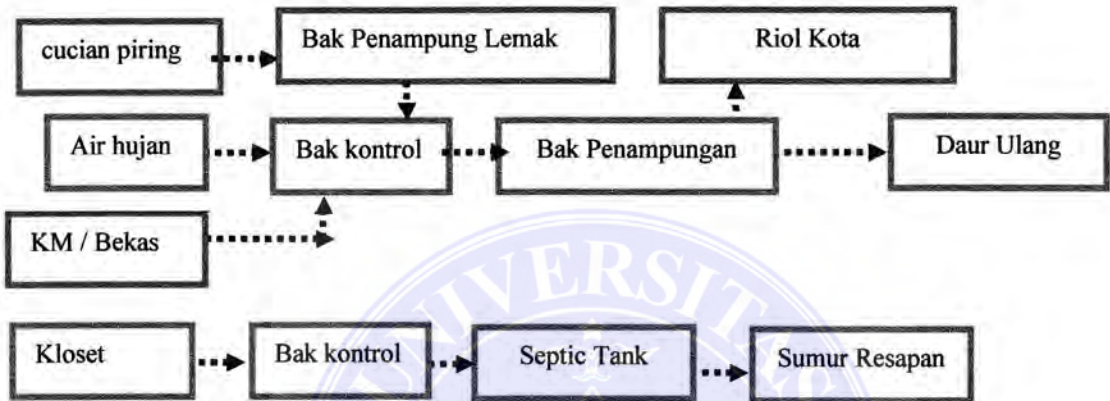 cucian piring
Bak Penampung Lemak
Riol Kota
Air hujan
Bak kontrol
Bak Penampungan
Daur Ulang
KM / Bekas
UNIVERSITAS
Kloset
Bak kontrol
Septic Tank
Sumur Resapan